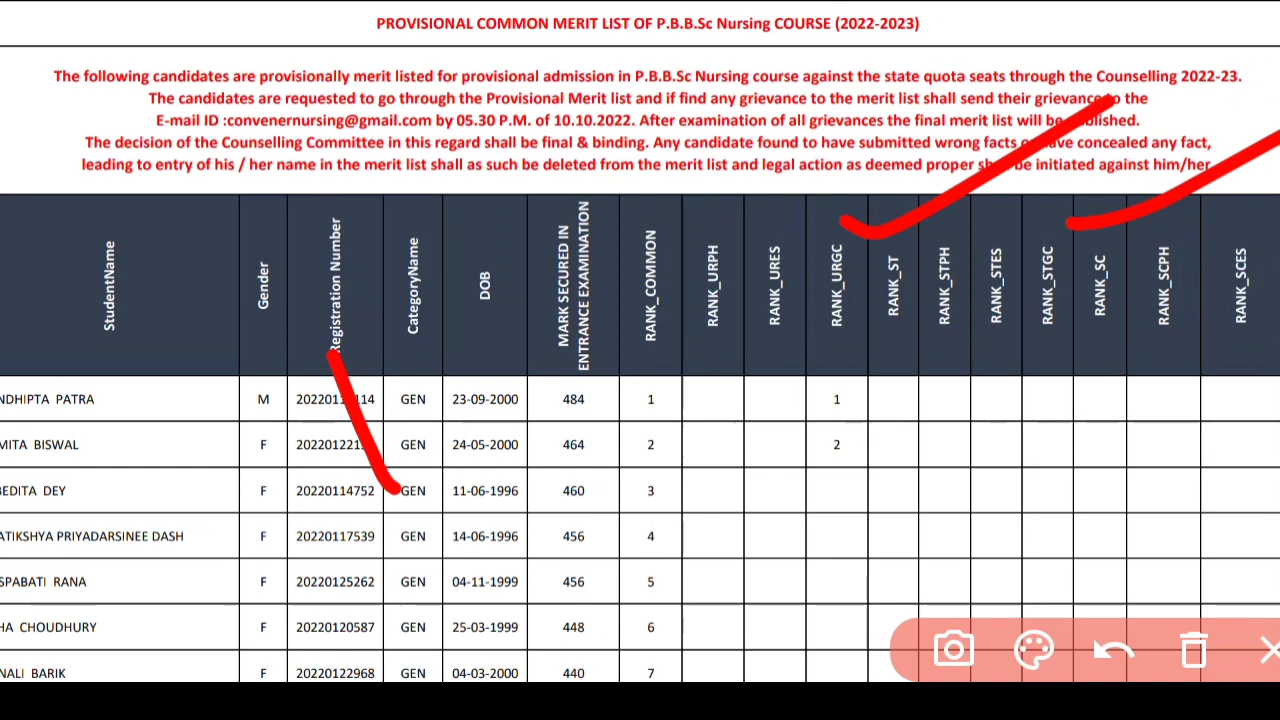 PROVISIONAL COMMON MERIT LIST OF P.B.B.Sc Nursing COURSE (2022-2023)
The following candidates are provisionally merit listed for provisional admission in P.B.B.Sc Nursing course against the state quota seats through the Counselling 2022-23.
The candidates are requested to go through the Provisional Merit list and if find any grievance to the merit list shall send their grievance to the
E-mail ID :convenernursing@gmail.com by 05.30 P.M. of 10.10.2022. After examination of all grievances the final merit list will be published.
The decision of the Counselling Committee in this regard shall be final & binding. Any candidate found to have submitted wrong facts or have concealed any fact,
leading to entry of his / her name in the merit list shall as such be deleted from the merit list and legal action as deemed proper shall be initiated against him/her
StudentName Gender Registration Number CategoryName DOB MARK SECURED IN ENTRANCE EXAMINATION RANK_COMMON RANK_URPH RANK_URES RANK_URGC RANK_ST RANK_STPH RANK_STES RANK_STGC RANK_SC RANK_SCPH RANK_SCES
NDHIPTA PATRA M GEN 23-09-2000 484 1 1
MITA BISWAL F GEN 24-05-2000 464 2 2
BEDITA DEY F 20220114752 GEN 11-06-1996 460 3
ATIKSHYA PRIYADARSINEE DASH F 20220117539 GEN 14-06-1996 456 4
SPABATI RANA F 20220125262 GEN 04-11-1999 456 5
HA CHOUDHURY F 20220120587 GEN 25-03-1999 448 6
NALI BARIK F 20220122968 GEN 04-03-2000 440 7